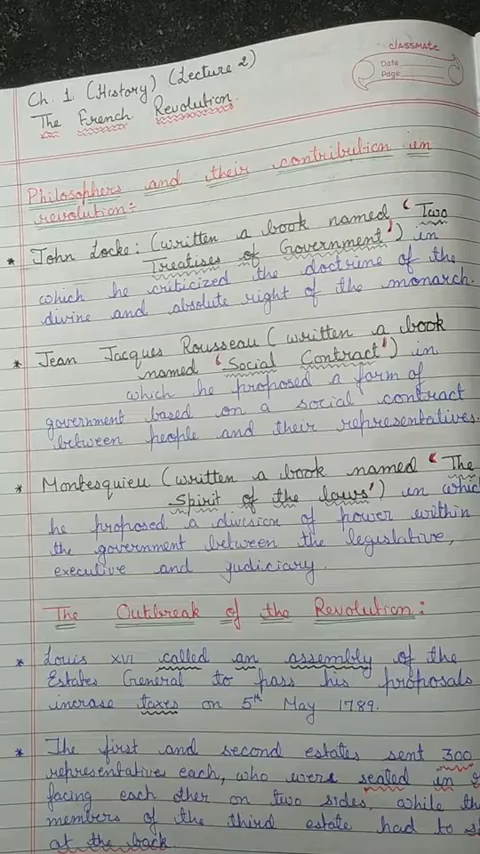 classmate
Date
Page
Ch. 1 (History) (Lecture 2)
The French Revolution.
Philosophers and their contribution in
revolution:-
* John Locke: (written a book named 'Two
Treatises of Government') in
which he criticized the doctrine of the
divine and absolute right of the monarch.
* Jean Jacques Rousseau (written a book
named 'Social Contract') in
which he proposed a form of
government based on a social contract
between people and their representatives.
* Montesquieu (written a book named "The
Spirit of the laws') in which
he proposed a division of power within
the government between the legislative,
executive and judiciary.
The Outbreak of the Revolution:
* Louis XVI called an assembly of the
Estates General to pass his proposals
increase taxes on 5th May 1789.
* The first and second estates sent 300
representatives each, who were seated in
facing each other on two sides, while
members of the third estate had to
at the back.